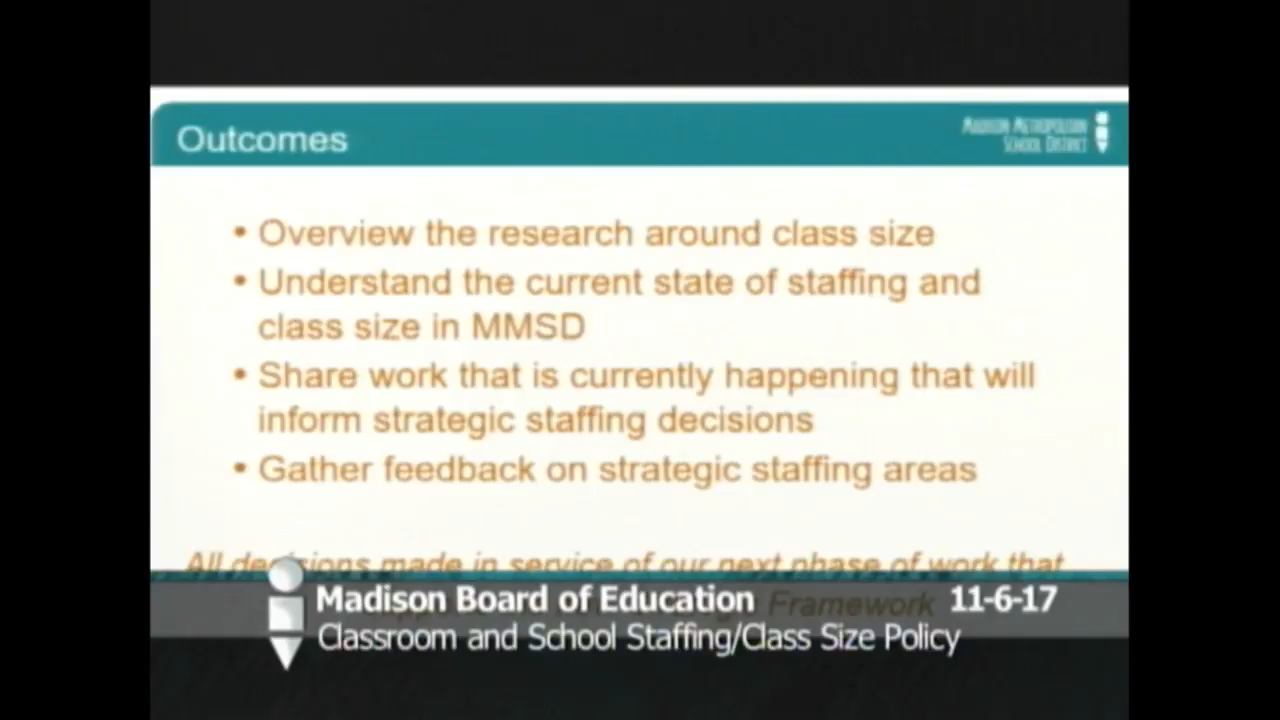 Outcomes
MADISON METROPOLITAN
SCHOOL DISTRICT
• Overview the research around class size
• Understand the current state of staffing and
class size in MMSD
• Share work that is currently happening that will
inform strategic staffing decisions
• Gather feedback on strategic staffing areas
All decisions made in service of our next phase of work that
Framework
Madison Board of Education 11-6-17
Classroom and School Staffing/Class Size Policy